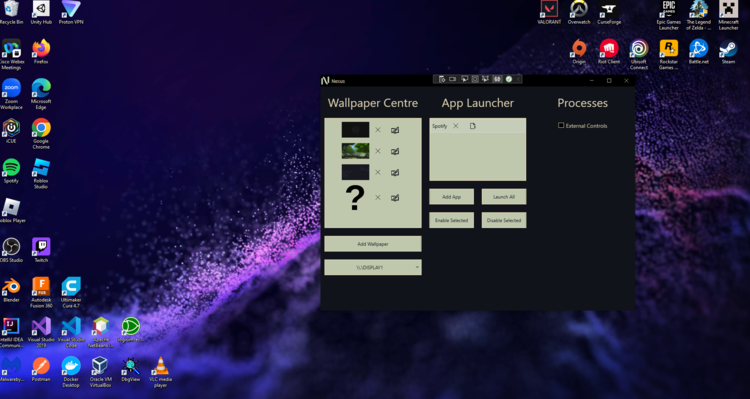 Recycle Bin
Unity Hub
Proton VPN
VALORANT
Overwatch
CurseForge
Epic Games
Launcher
The Legend
of Zelda -...
Minecraft
Launcher
Cisco Webex
Meetings
Firefox
Origin
Riot Client
Ubisoft
Connect
Rockstar
Games ...
Battle.net
Steam
Zoom
Workplace
Microsoft
Edge
iCUE
Google
Chrome
Spotify
Roblox
Studio
Roblox Player
OBS Studio
Twitch
Blender
Autodesk
Fusion 360
Ultimaker
Cura 4.7
IntelliJ IDEA
Communi...
Visual Studio
2019
Visual Studio
Code
Apache
NetBeans I...
Malwareby...
Postman
Docker
Desktop
Oracle VM
VirtualBox
DbgView
VLC media
player
Nexus
Wallpaper Centre
App Launcher
Processes
Spotify
External Controls
?
Add App
Launch All
Enable Selected
Disable Selected
Add Wallpaper
\\.\DISPLAY1